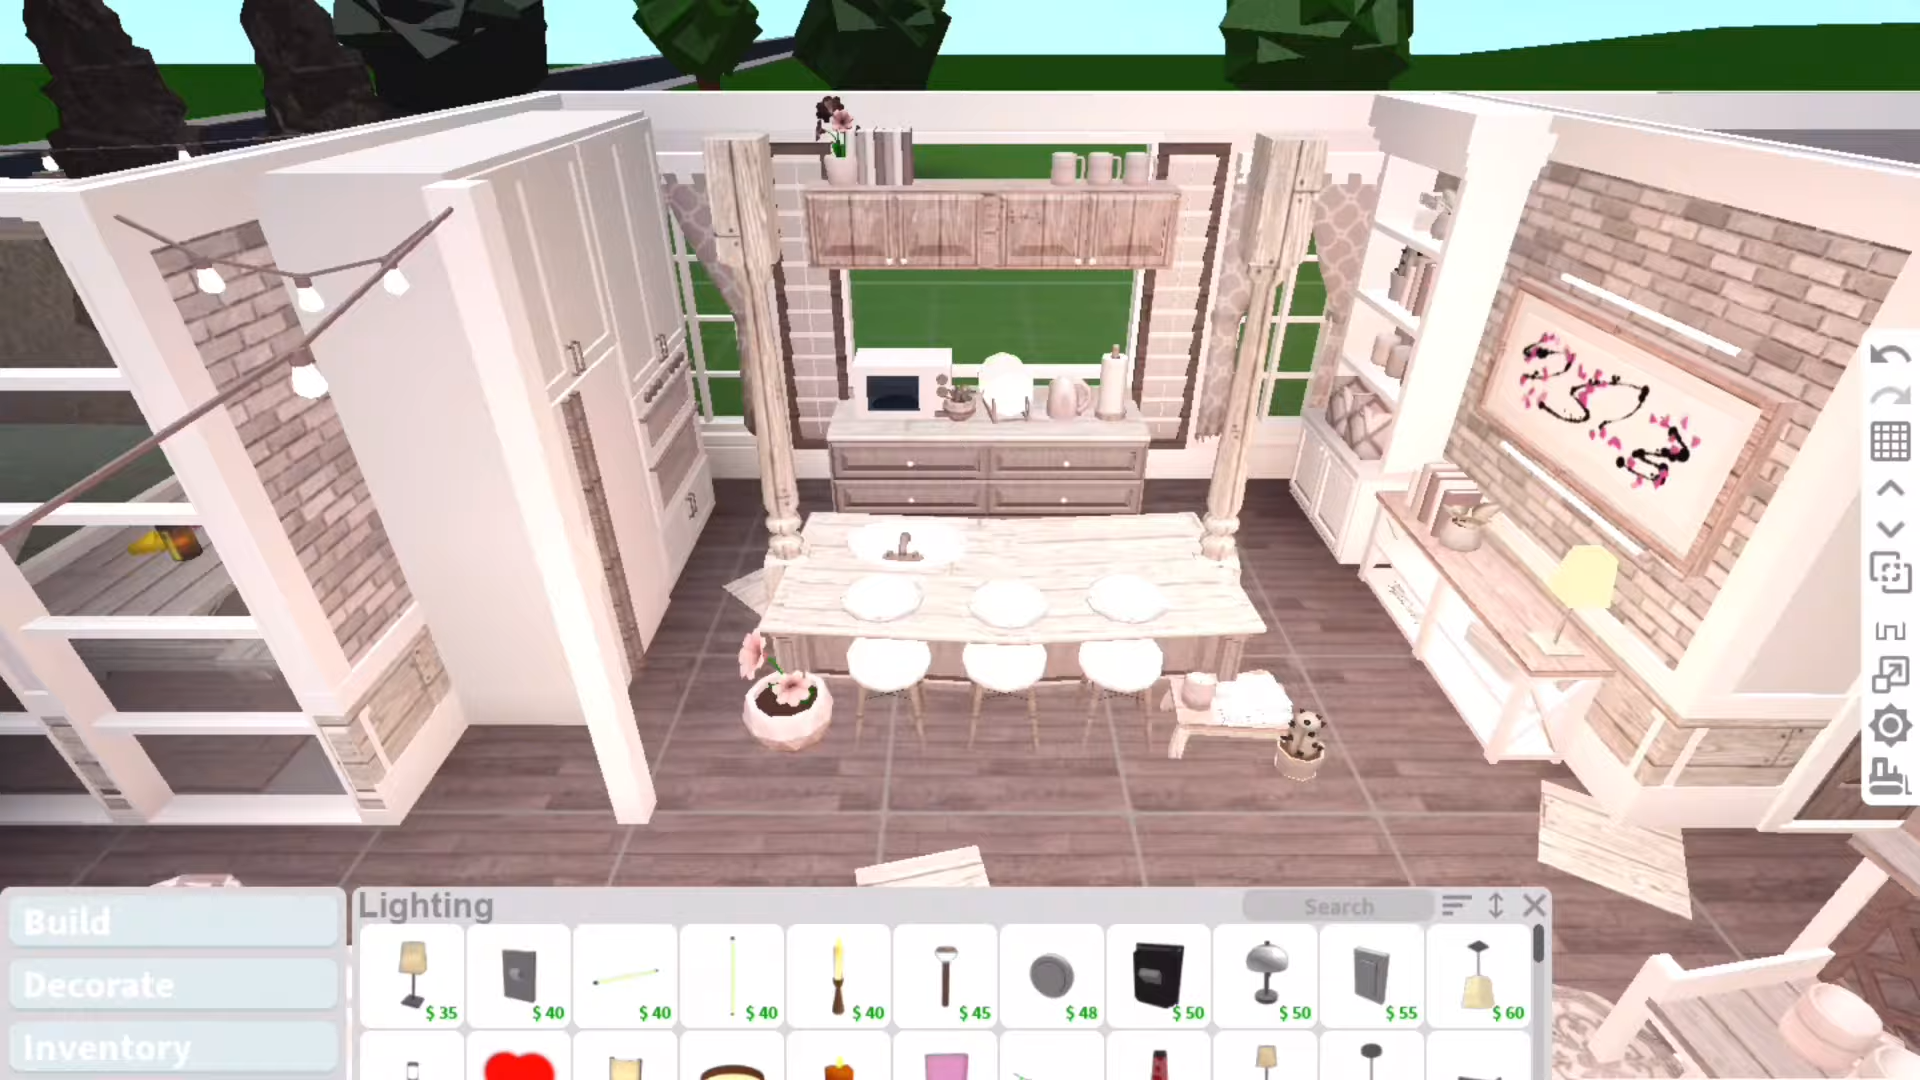 Build
Decorate
Inventory
Lighting
Search
$ 35
$ 40
$ 40
$ 40
$ 40
$ 45
$ 48
$ 50
$ 50
$ 55
$ 60